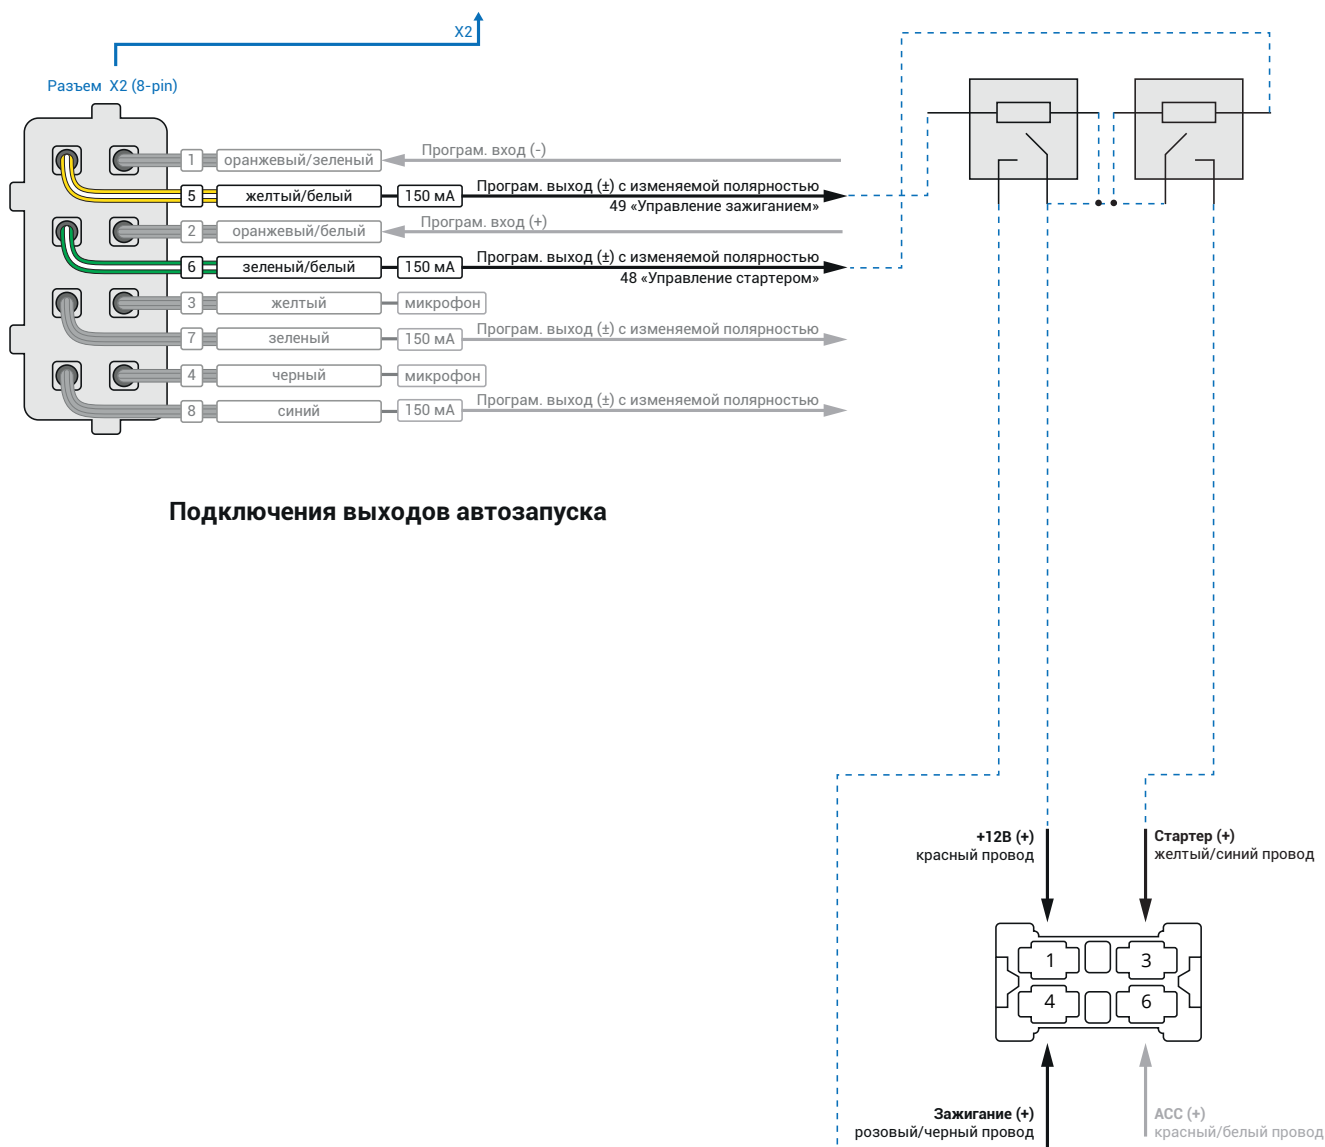 X2
Разъем X2 (8-pin)
1 оранжевый/зеленый Програм. вход (-)
5 желтый/белый 150 мА Програм. выход (±) с изменяемой полярностью
49 «Управление зажиганием»
2 оранжевый/белый Програм. вход (+)
6 зеленый/белый 150 мА Програм. выход (±) с изменяемой полярностью
48 «Управление стартером»
3 желтый микрофон
7 зеленый 150 мА Програм. выход (±) с изменяемой полярностью
4 черный микрофон
8 синий 150 мА Програм. выход (±) с изменяемой полярностью
Подключения выходов автозапуска
+12В (+)
красный провод
Стартер (+)
желтый/синий провод
1 3
4 6
Зажигание (+)
розовый/черный провод
ACC (+)
красный/белый провод